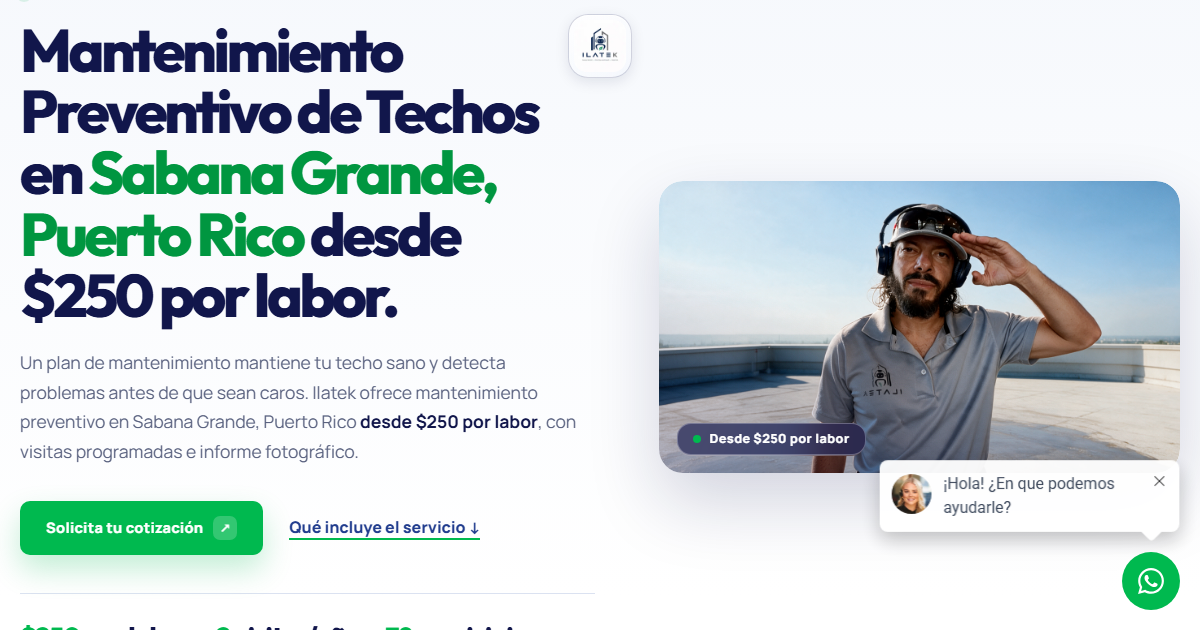 ILATEK
Mantenimiento
Preventivo de Techos
en Sabana Grande,
Puerto Rico desde
$250 por labor.
Un plan de mantenimiento mantiene tu techo sano y detecta
problemas antes de que sean caros. Ilatek ofrece mantenimiento
preventivo en Sabana Grande, Puerto Rico desde $250 por labor, con
visitas programadas e informe fotográfico.
Solicita tu cotización ↗
Qué incluye el servicio ↓
Desde $250 por labor
¡Hola! ¿En que podemos
ayudarle?